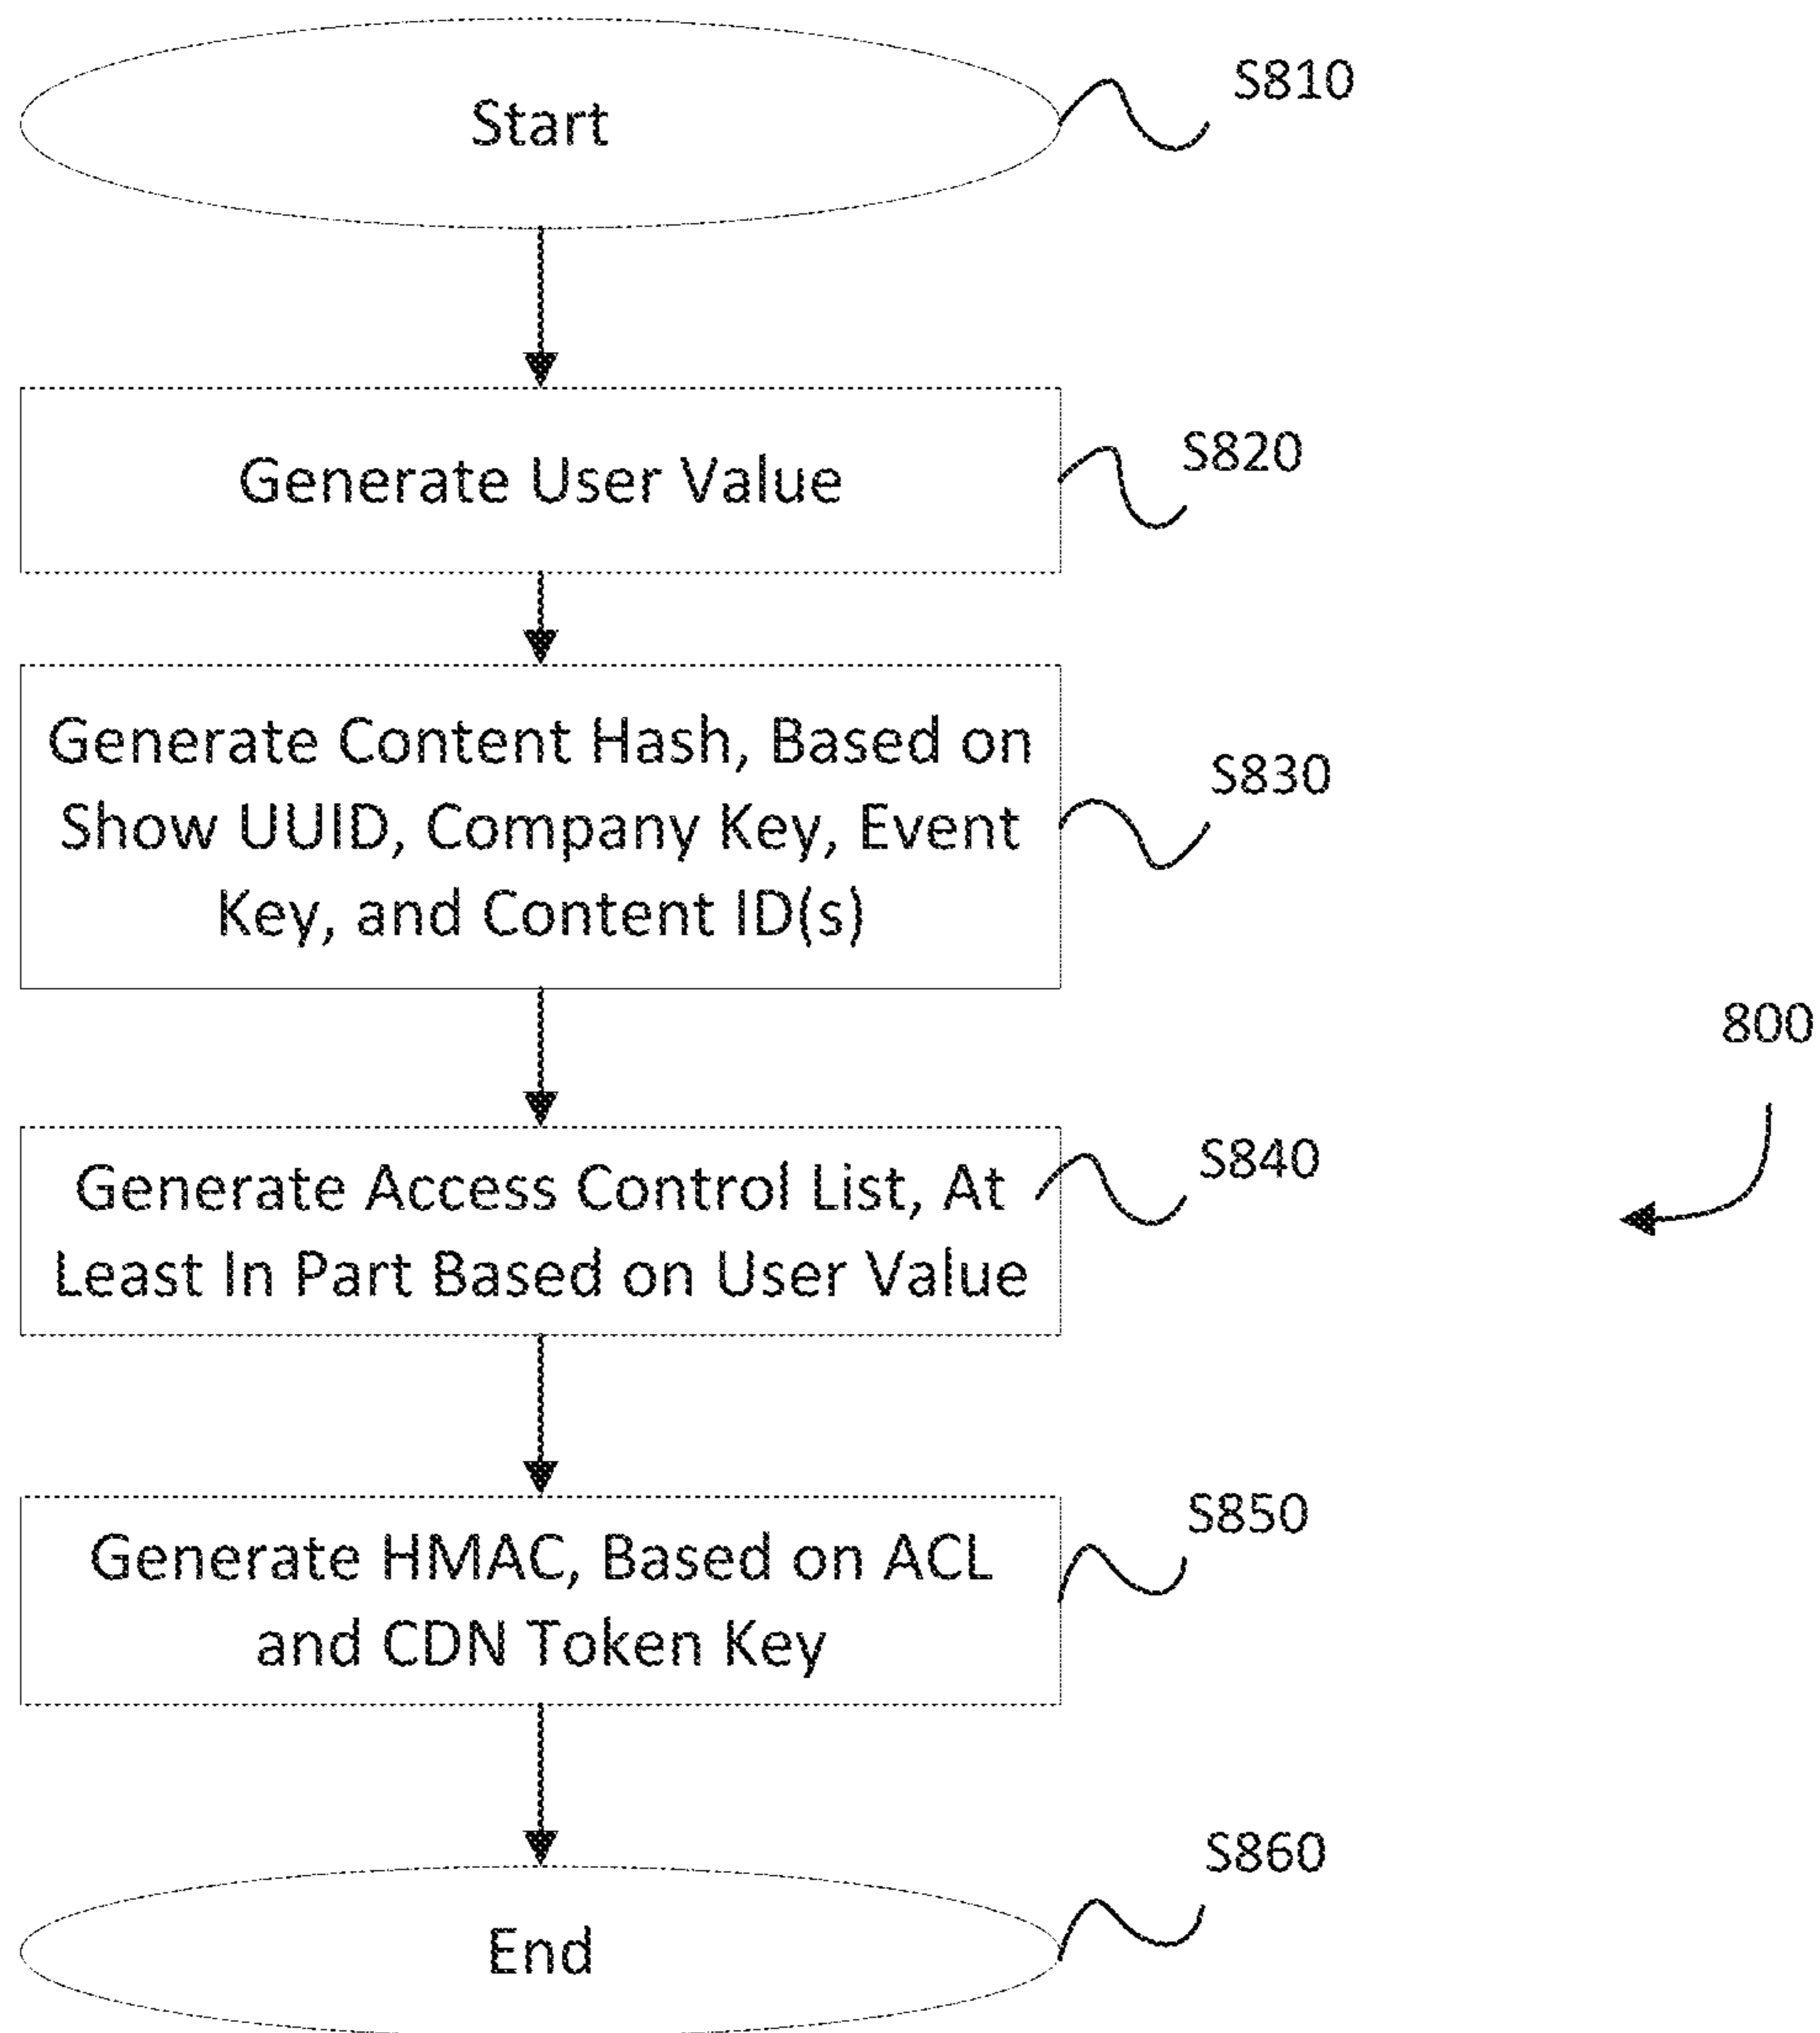 Start
S810
Generate User Value
S820
Generate Content Hash, Based on
Show UUID, Company Key, Event
Key, and Content ID(s)
S830
800
Generate Access Control List, At
Least In Part Based on User Value
S840
Generate HMAC, Based on ACL
and CDN Token Key
S850
End
S860